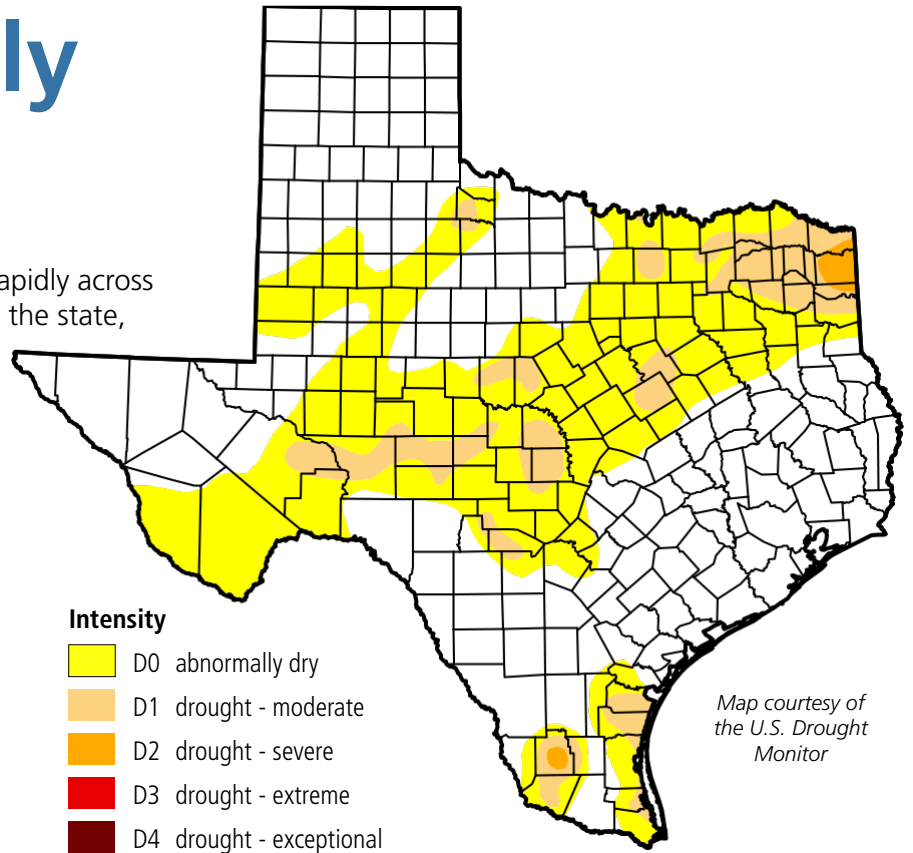 ly
apidly across
the state,
Intensity
D0 abnormally dry
D1 drought - moderate
D2 drought - severe
D3 drought - extreme
D4 drought - exceptional
Map courtesy of
the U.S. Drought
Monitor